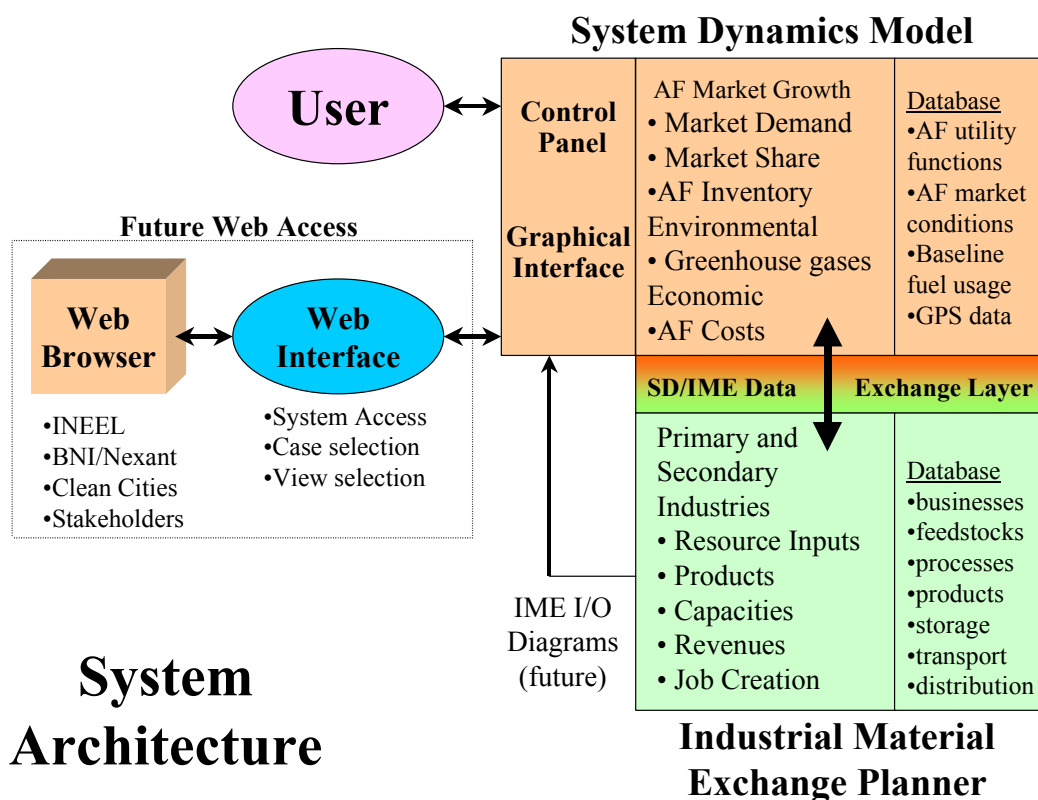 System Dynamics Model
User
Control
Panel
Graphical
Interface
AF Market Growth
• Market Demand
• Market Share
•AF Inventory
Environmental
• Greenhouse gases
Economic
•AF Costs
Database
•AF utility
functions
•AF market
conditions
•Baseline
fuel usage
•GPS data
Future Web Access
Web
Browser
Web
Interface
•INEEL
•BNI/Nexant
•Clean Cities
•Stakeholders
•System Access
•Case selection
•View selection
SD/IME Data
Exchange Layer
Primary and
Secondary
Industries
• Resource Inputs
• Products
• Capacities
• Revenues
• Job Creation
Database
•businesses
•feedstocks
•processes
•products
•storage
•transport
•distribution
IME I/O
Diagrams
(future)
System
Architecture
Industrial Material
Exchange Planner